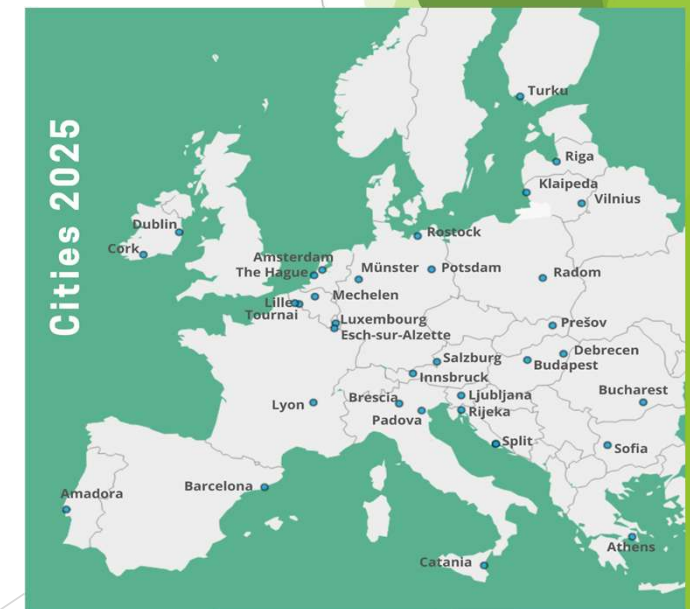 Cities 2025
Turku
Riga
Klaipeda
Vilnius
Dublin
Cork
Rostock
Amsterdam
The Hague
Münster
Potsdam
Radom
Mechelen
Lille
Tournai
Luxembourg
Esch-sur-Alzette
Prešov
Debrecen
Budapest
Salzburg
Innsbruck
Bucharest
Ljubljana
Rijeka
Brescia
Padova
Lyon
Split
Sofia
Barcelona
Amadora
Athens
Catania